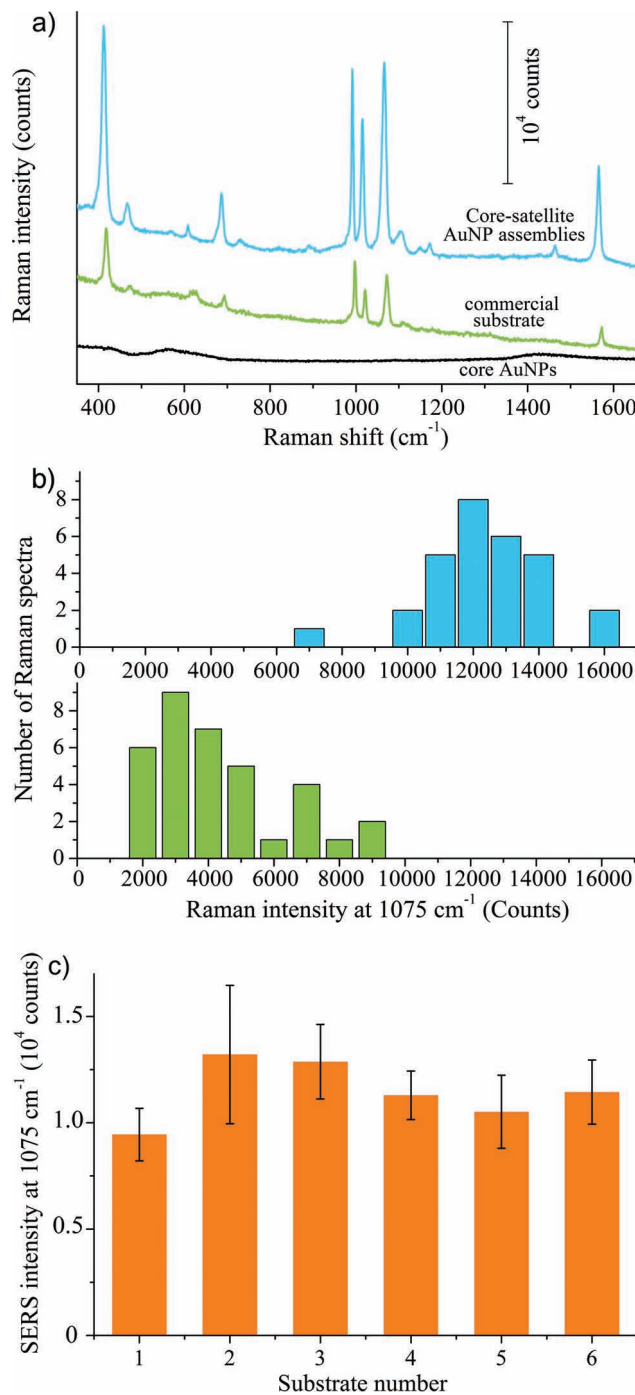 a)
Raman intensity (counts)
10⁴ counts
Core-satellite
AuNP assemblies
commercial
substrate
core AuNPs
400 600 800 1000 1200 1400 1600
Raman shift (cm⁻¹)
b)
Number of Raman spectra
8
6
4
2
0
0 2000 4000 6000 8000 10000 12000 14000 16000
8
6
4
2
0
0 2000 4000 6000 8000 10000 12000 14000 16000
Raman intensity at 1075 cm⁻¹ (Counts)
c)
SERS intensity at 1075 cm⁻¹ (10⁴ counts)
1.5
1.0
0.5
0
1 2 3 4 5 6
Substrate number